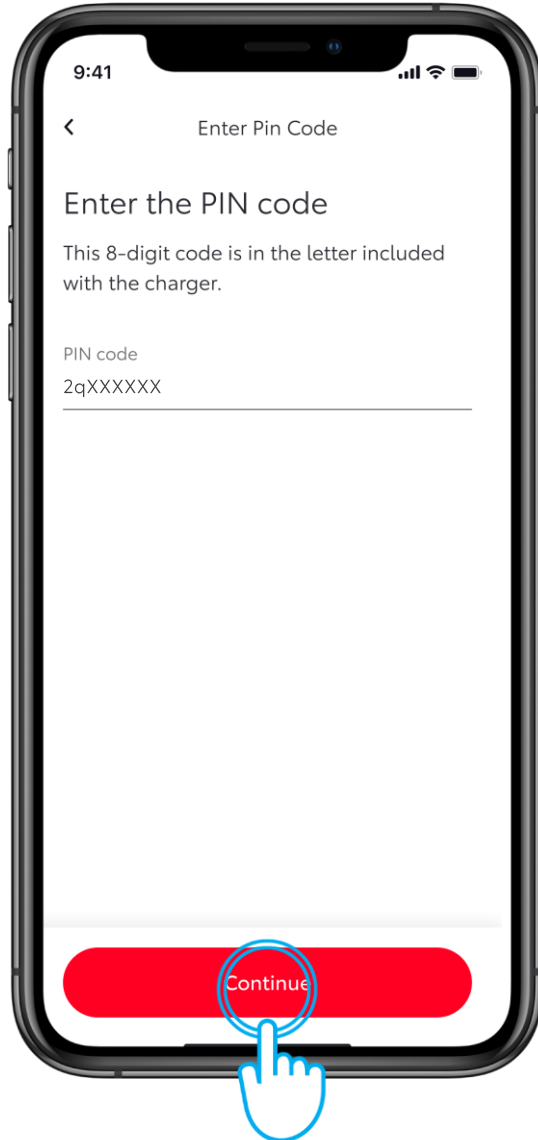 9:41
Enter Pin Code
Enter the PIN code
This 8-digit code is in the letter included
with the charger.
PIN code
2qXXXXXX
Continue